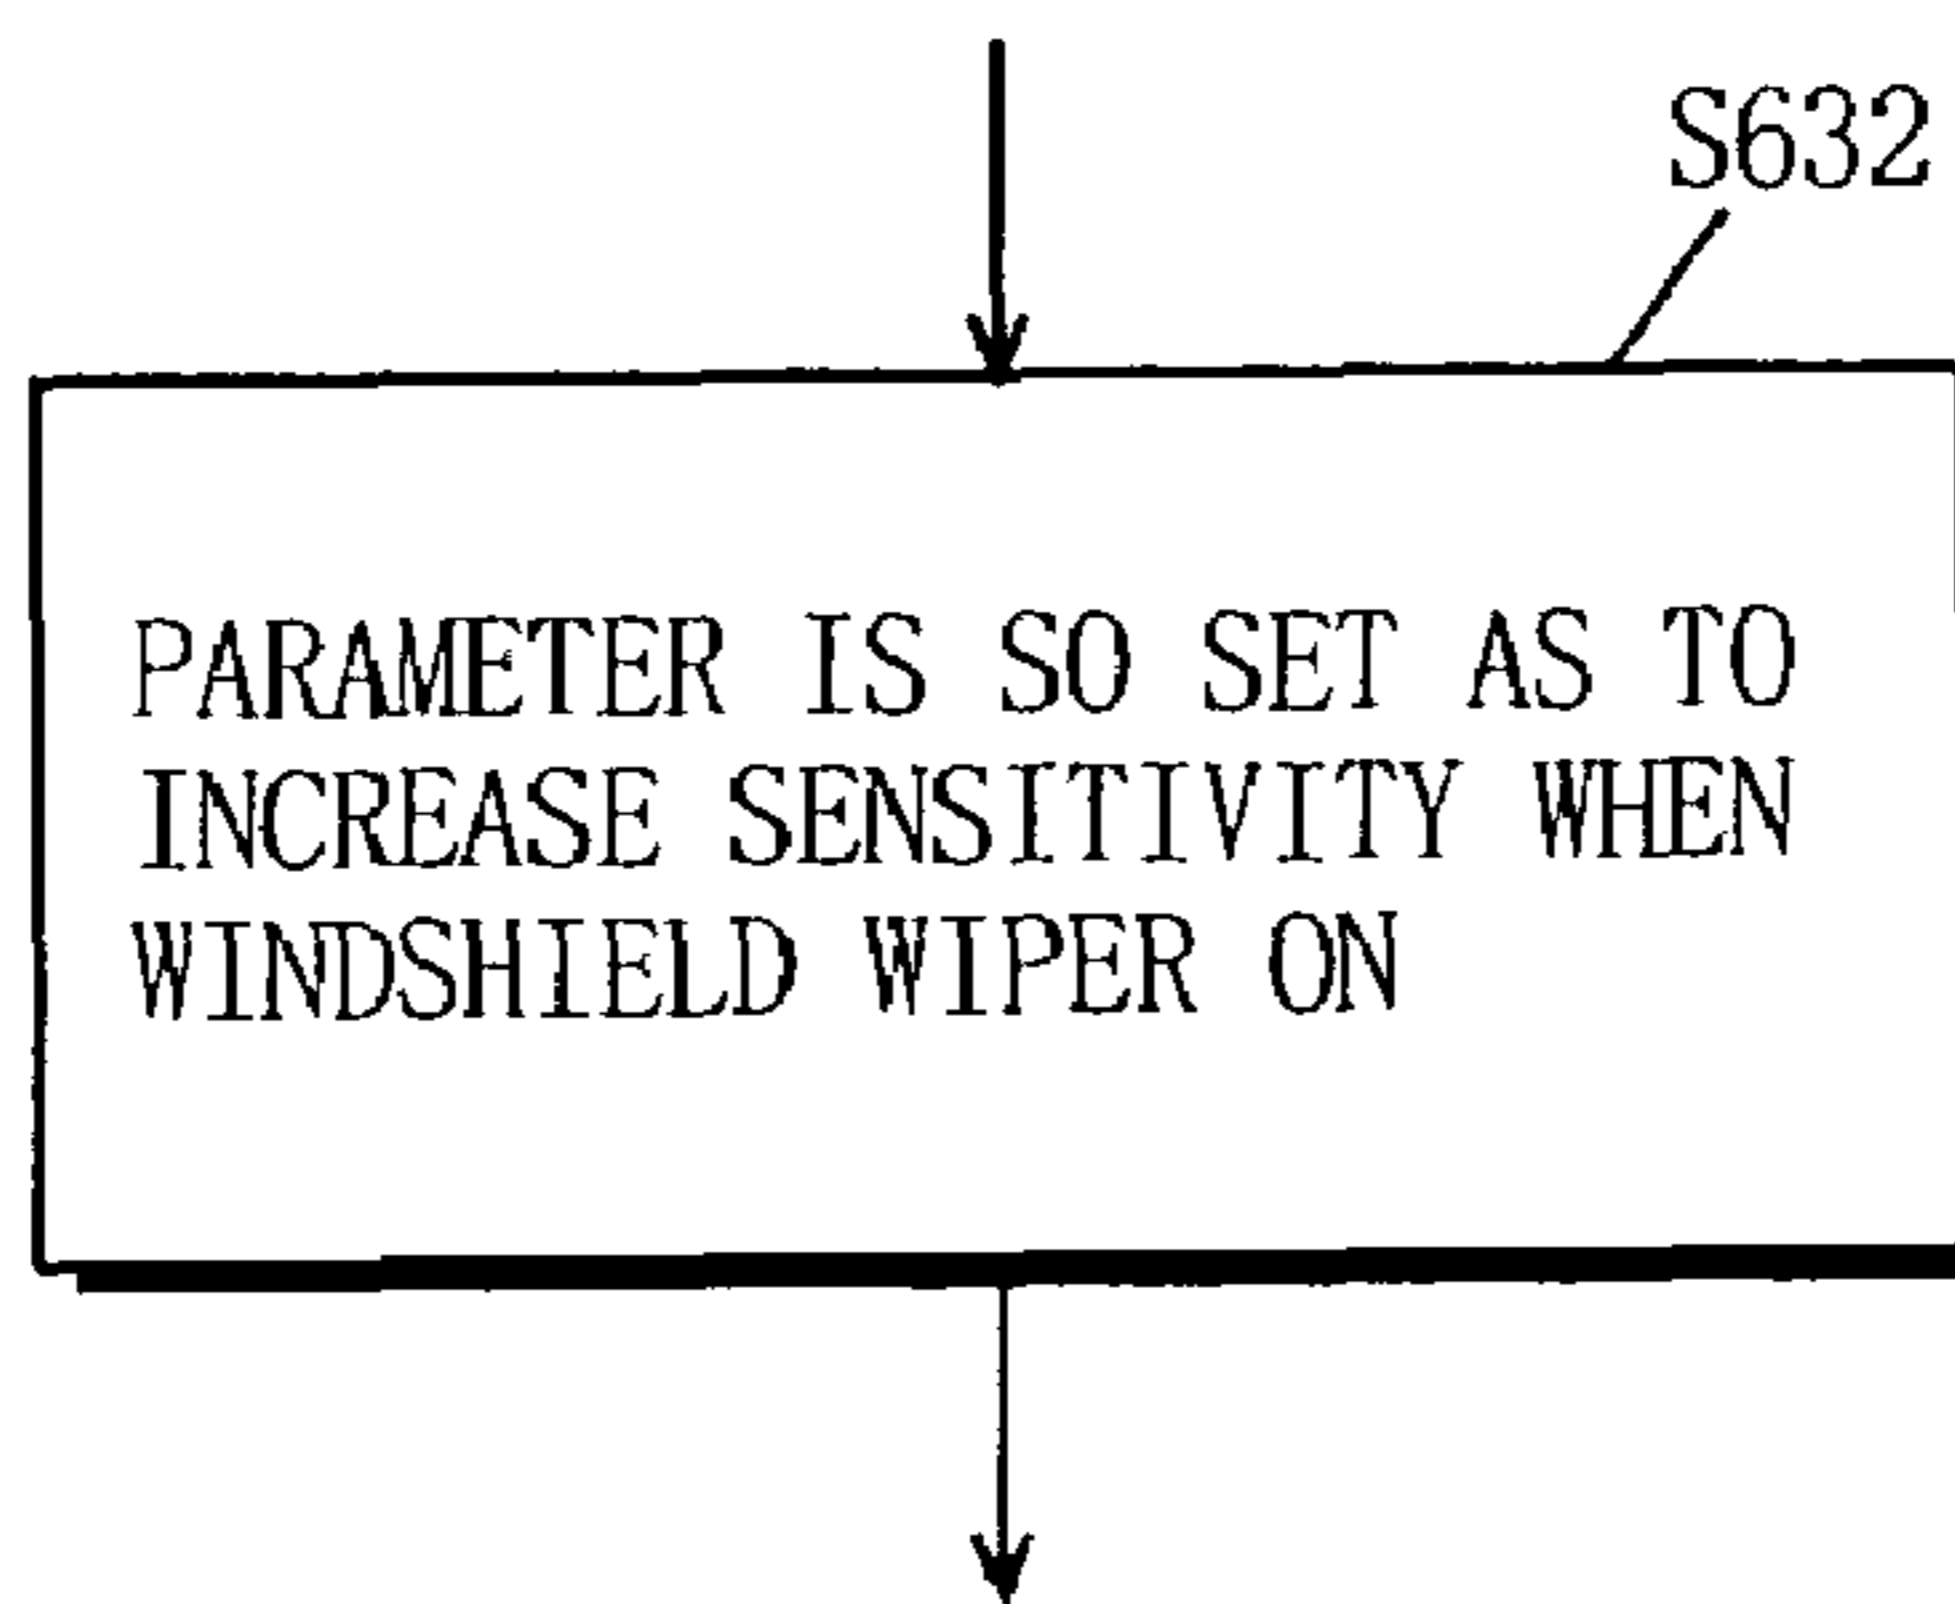 S632
PARAMETER IS SO SET AS TO
INCREASE SENSITIVITY WHEN
WINDSHIELD WIPER ON